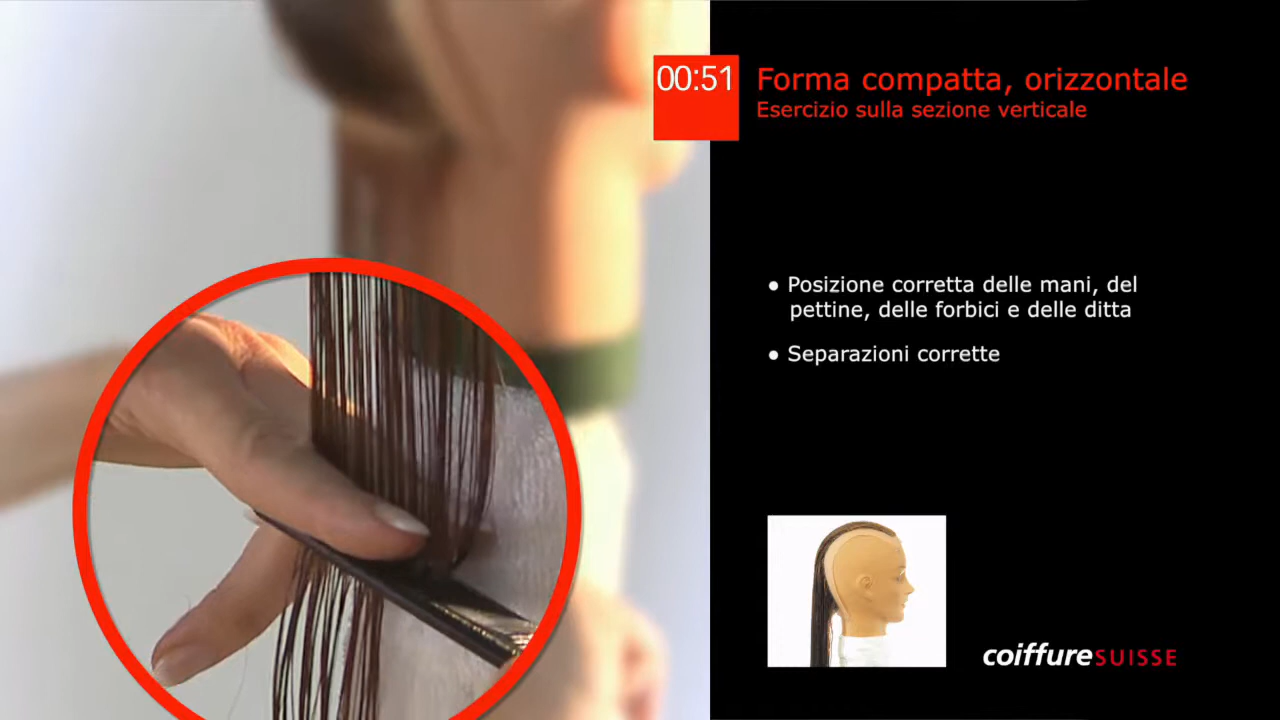 00:51
Forma compatta, orizzontale
Esercizio sulla sezione verticale
• Posizione corretta delle mani, del
pettine, delle forbici e delle ditta
• Separazioni corrette
coiffureSUISSE